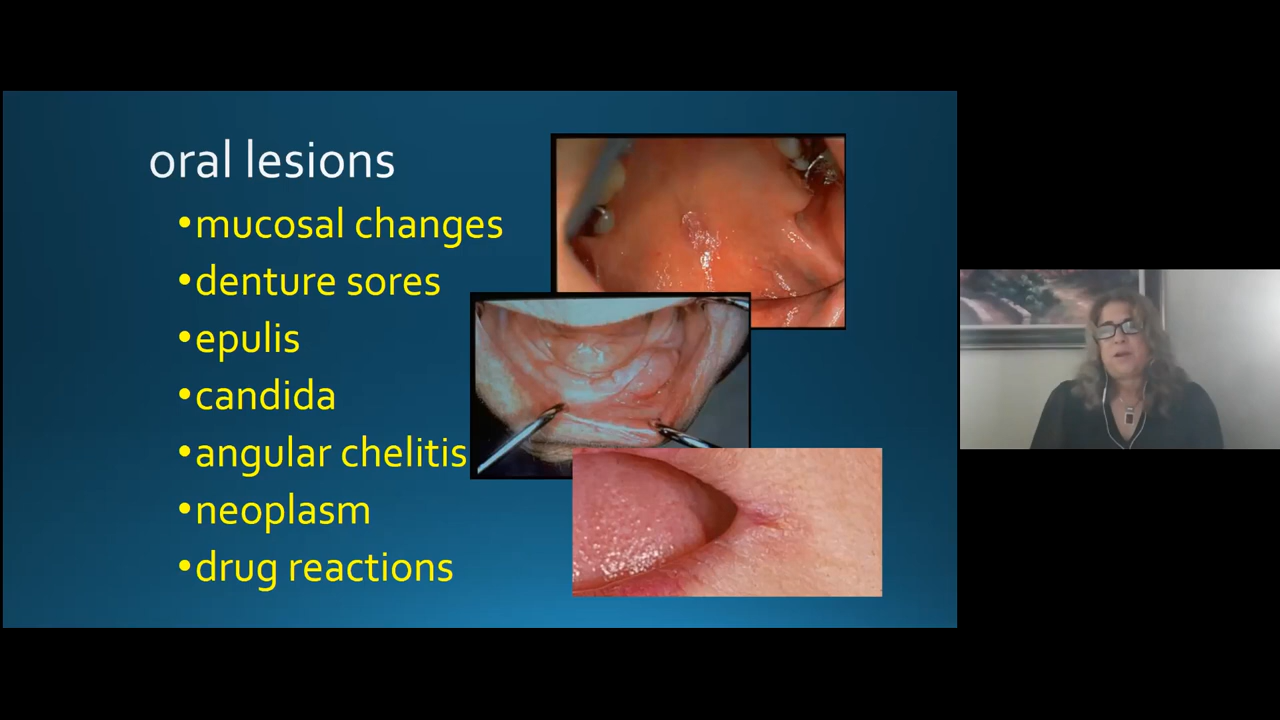 oral lesions
•mucosal changes
•denture sores
•epulis
•candida
•angular chelitis
•neoplasm
•drug reactions